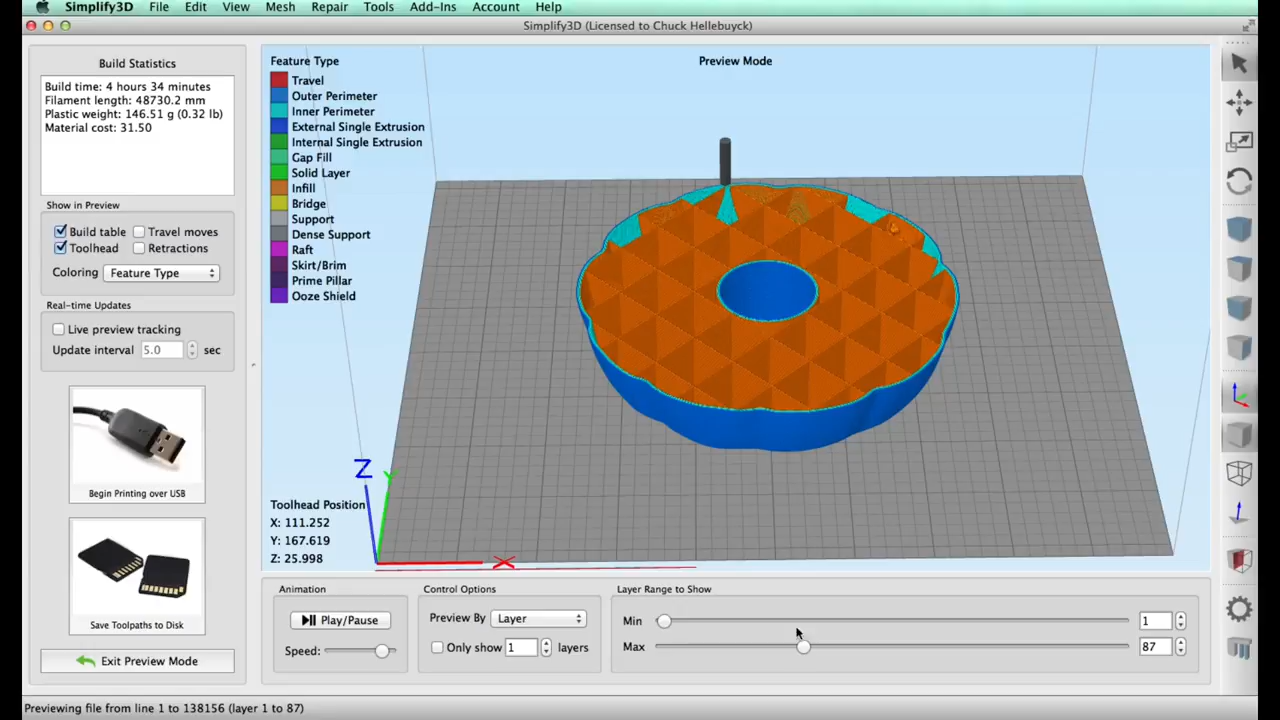 Simplify3D File Edit View Mesh Repair Tools Add-Ins Account Help
Simplify3D (Licensed to Chuck Hellebuyck)
Build Statistics
Build time: 4 hours 34 minutes
Filament length: 48730.2 mm
Plastic weight: 146.51 g (0.32 lb)
Material cost: 31.50
Show in Preview
Build table Travel moves
Toolhead Retractions
Coloring Feature Type
Real-time Updates
Live preview tracking
Update interval 5.0 sec
Begin Printing over USB
Save Toolpaths to Disk
Exit Preview Mode
Feature Type
Travel
Outer Perimeter
Inner Perimeter
External Single Extrusion
Internal Single Extrusion
Gap Fill
Solid Layer
Infill
Bridge
Support
Dense Support
Raft
Skirt/Brim
Prime Pillar
Ooze Shield
Preview Mode
Z
Y
X
Toolhead Position
X: 111.252
Y: 167.619
Z: 25.998
Animation
Play/Pause
Speed:
Control Options
Preview By Layer
Only show 1 layers
Layer Range to Show
Min 1
Max 87
Previewing file from line 1 to 138156 (layer 1 to 87)